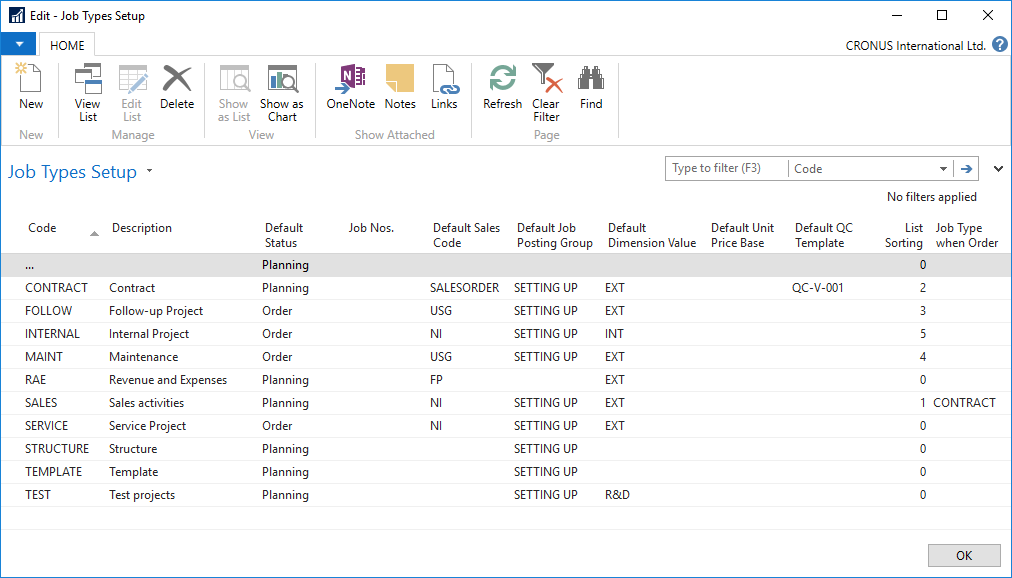 Edit - Job Types Setup
HOME
CRONUS International Ltd. ?
New
View List
Edit List
Delete
Show as List
Show as Chart
OneNote
Notes
Links
Refresh
Clear Filter
Find
New
Manage
View
Show Attached
Page
Job Types Setup
Type to filter (F3) Code
No filters applied
Code Description Default Status Job Nos. Default Sales Code Default Job Posting Group Default Dimension Value Default Unit Price Base Default QC Template List Sorting Job Type when Order
... Planning 0
CONTRACT Contract Planning SALESORDER SETTING UP EXT QC-V-001 2
FOLLOW Follow-up Project Order USG SETTING UP EXT 3
INTERNAL Internal Project Order NI SETTING UP INT 5
MAINT Maintenance Order USG SETTING UP EXT 4
RAE Revenue and Expenses Planning FP EXT 0
SALES Sales activities Planning NI SETTING UP EXT 1 CONTRACT
SERVICE Service Project Order NI SETTING UP EXT 0
STRUCTURE Structure Planning SETTING UP 0
TEMPLATE Template Planning SETTING UP 0
TEST Test projects Planning SETTING UP R&D 0
OK